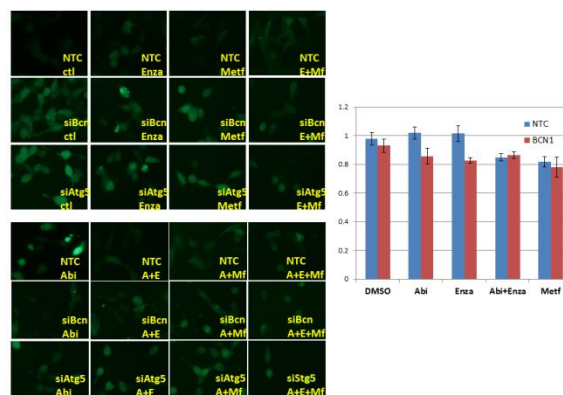 NTC ctl
NTC Enza
NTC Metf
NTC E+Mf
siBcn ctl
siBcn Enza
siBcn Metf
siBcn E+Mf
siAtg5 ctl
siAtg5 Enza
siAtg5 Metf
siAtg5 E+Mf
NTC Abi
NTC A+E
NTC A+Mf
NTC A+E+Mf
siBcn Abi
siBcn A+E
siBcn A+Mf
siBcn A+E+Mf
siAtg5 Abi
siAtg5 A+E
siAtg5 A+Mf
siStg5 A+E+Mf
1.2
1
0.8
0.6
0.4
0.2
0
NTC
BCN1
DMSO
Abi
Enza
Abi+Enza
Metf